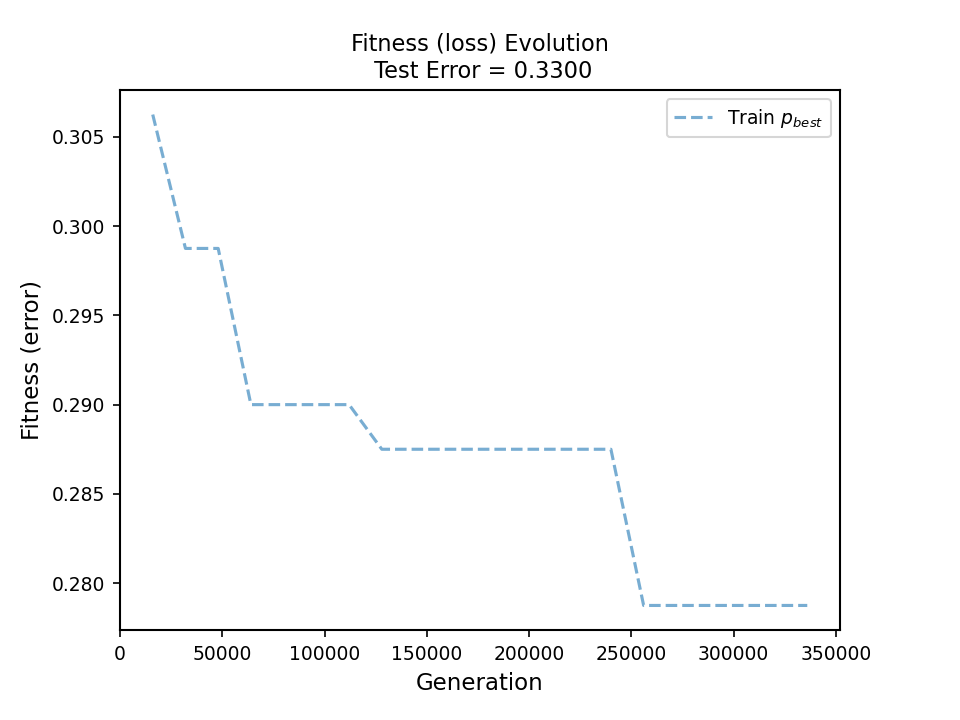 Fitness (loss) Evolution
Test Error = 0.3300
Train p_best
0.305
0.300
0.295
0.290
0.285
0.280
Fitness (error)
0 50000 100000 150000 200000 250000 300000 350000
Generation